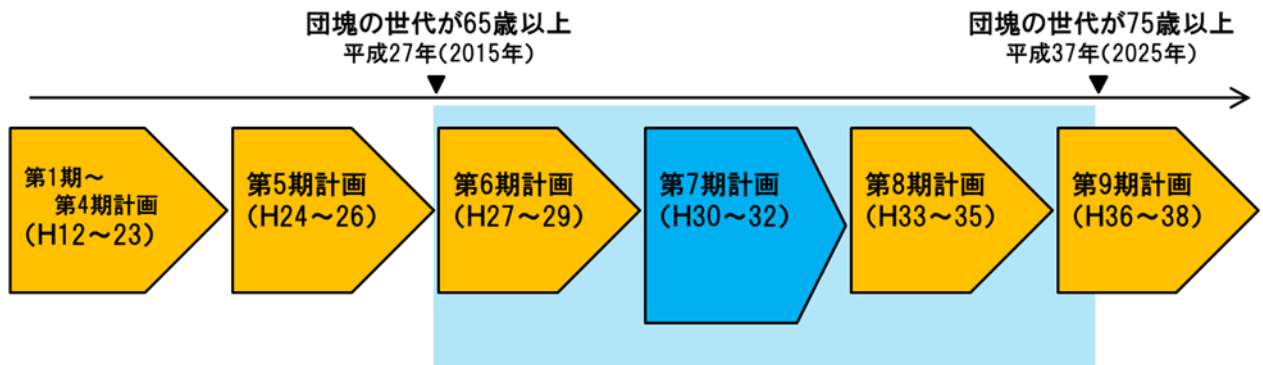 団塊の世代が65歳以上
平成27年(2015年)
団塊の世代が75歳以上
平成37年(2025年)
第1期～
第4期計画
(H12～23)
第5期計画
(H24～26)
第6期計画
(H27～29)
第7期計画
(H30～32)
第8期計画
(H33～35)
第9期計画
(H36～38)